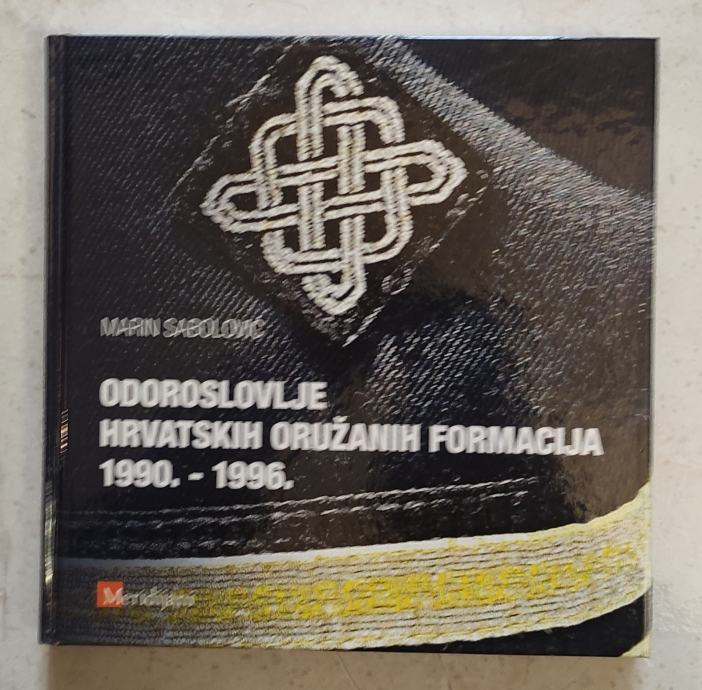 MARIN SABOLOVIĆ
ODOROSLOVLJE
HRVATSKIH ORUŽANIH FORMACIJA
1990. - 1996.
Meridijani